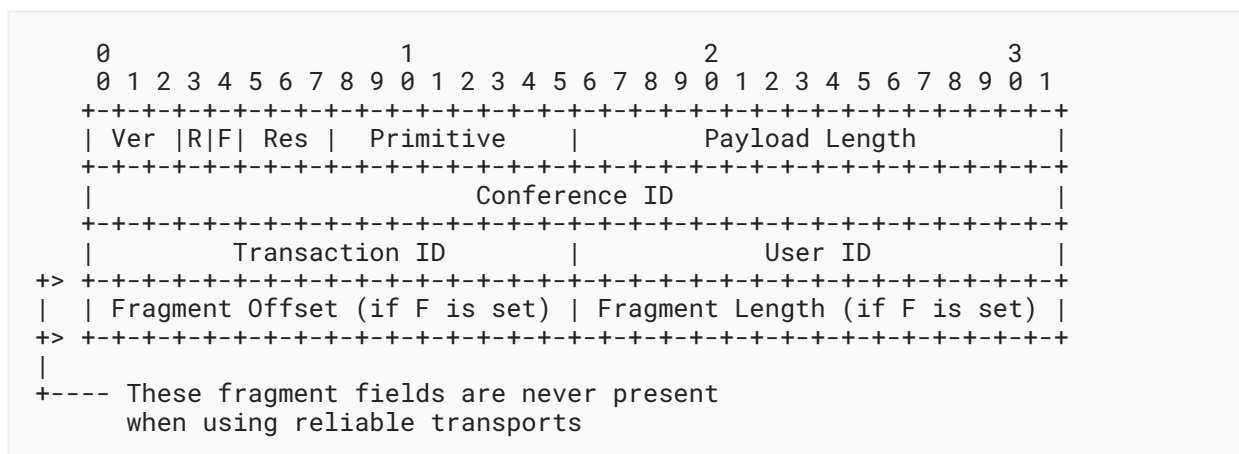 0                   1                   2                   3
    0 1 2 3 4 5 6 7 8 9 0 1 2 3 4 5 6 7 8 9 0 1 2 3 4 5 6 7 8 9 0 1
   +-+-+-+-+-+-+-+-+-+-+-+-+-+-+-+-+-+-+-+-+-+-+-+-+-+-+-+-+-+-+-+-+
   | Ver |R|F| Res |  Primitive    |        Payload Length         |
   +-+-+-+-+-+-+-+-+-+-+-+-+-+-+-+-+-+-+-+-+-+-+-+-+-+-+-+-+-+-+-+-+
   |                         Conference ID                         |
   +-+-+-+-+-+-+-+-+-+-+-+-+-+-+-+-+-+-+-+-+-+-+-+-+-+-+-+-+-+-+-+-+
   |         Transaction ID        |            User ID            |
+> +-+-+-+-+-+-+-+-+-+-+-+-+-+-+-+-+-+-+-+-+-+-+-+-+-+-+-+-+-+-+-+-+
|  | Fragment Offset (if F is set) | Fragment Length (if F is set) |
+> +-+-+-+-+-+-+-+-+-+-+-+-+-+-+-+-+-+-+-+-+-+-+-+-+-+-+-+-+-+-+-+-+
|
+---- These fragment fields are never present
      when using reliable transports